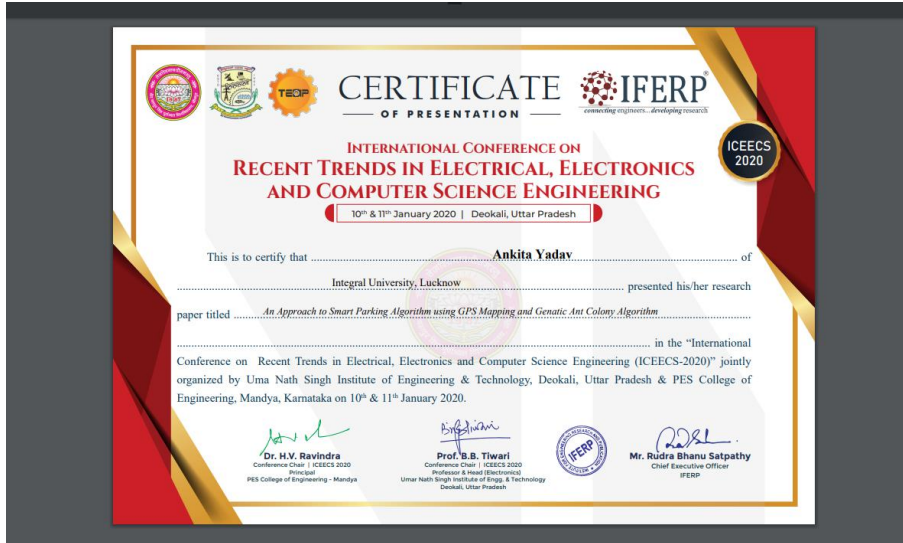 TEQIP
CERTIFICATE
OF PRESENTATION
IFERP
connecting engineers...developing research
ICEECS
2020
INTERNATIONAL CONFERENCE ON
RECENT TRENDS IN ELECTRICAL, ELECTRONICS
AND COMPUTER SCIENCE ENGINEERING
10th & 11th January 2020 | Deokali, Uttar Pradesh
This is to certify that Ankita Yadav of
Integral University, Lucknow presented his/her research
paper titled An Approach to Smart Parking Algorithm using GPS Mapping and Genatic Ant Colony Algorithm
in the "International
Conference on Recent Trends in Electrical, Electronics and Computer Science Engineering (ICEECS-2020)" jointly
organized by Uma Nath Singh Institute of Engineering & Technology, Deokali, Uttar Pradesh & PES College of
Engineering, Mandya, Karnataka on 10th & 11th January 2020.
Dr. H.V. Ravindra
Conference Chair | ICEECS 2020
Principal
PES College of Engineering - Mandya
Prof. B.B. Tiwari
Conference Chair | ICEECS 2020
Professor & Head (Electronics)
Umar Nath Singh Institute of Engg. & Technology
Deokali, Uttar Pradesh
IFERP
Mr. Rudra Bhanu Satpathy
Chief Executive Officer
IFERP